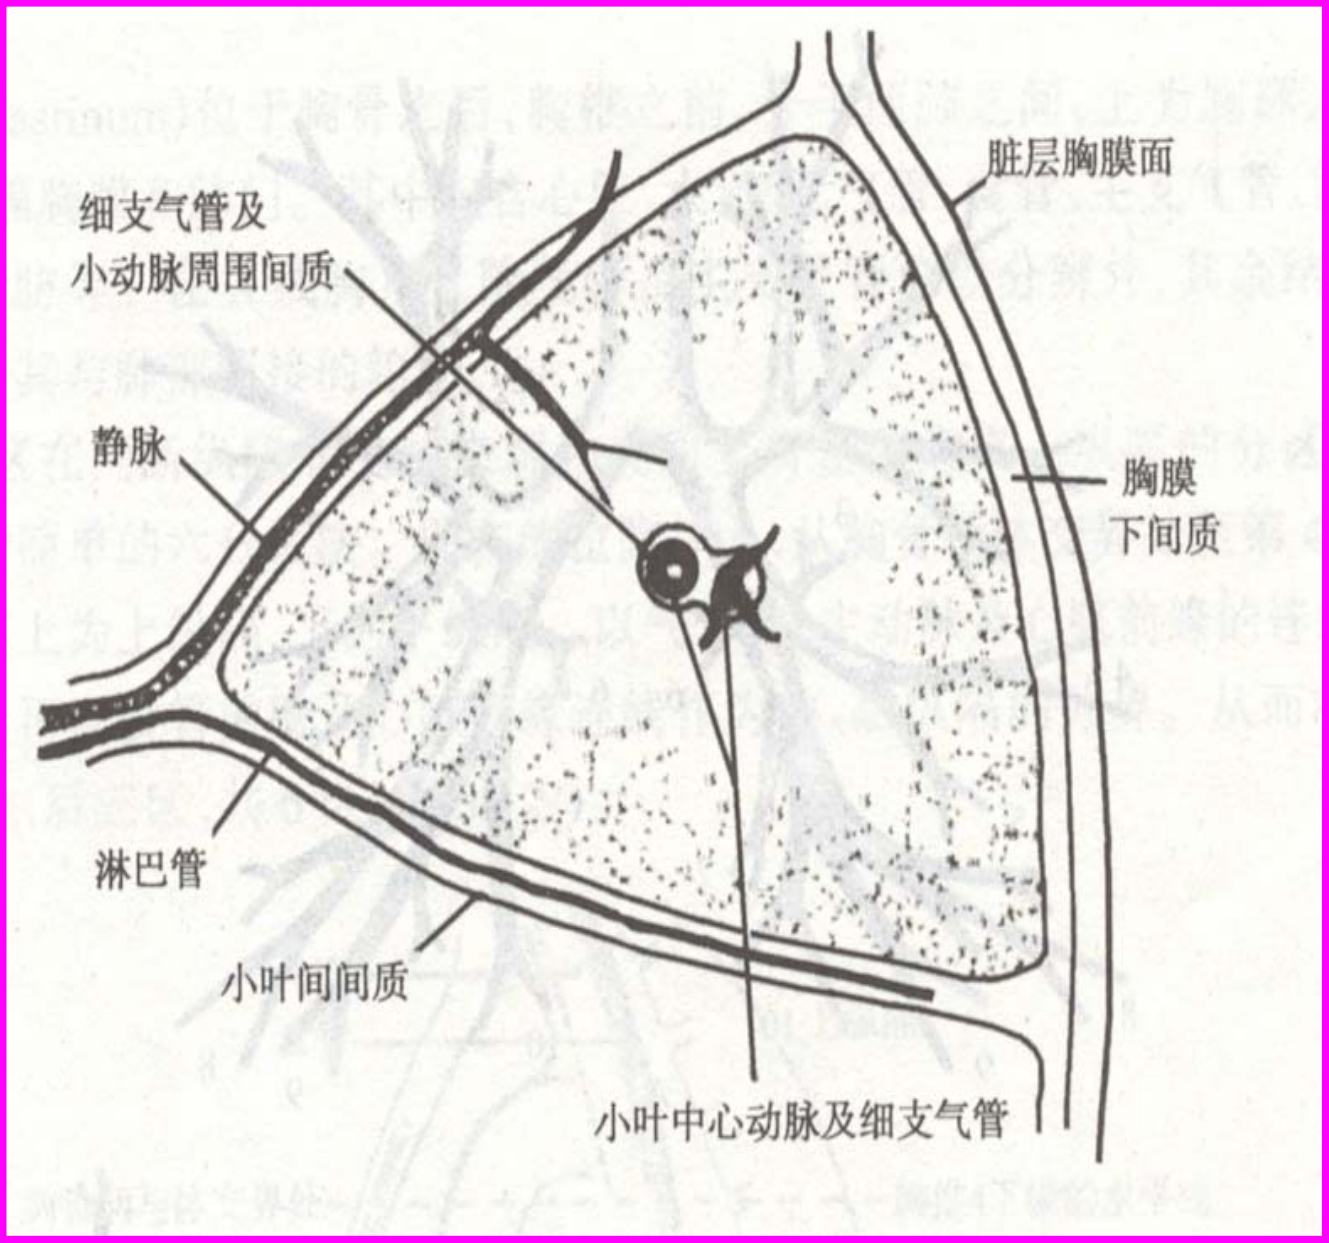 脏层胸膜面
细支气管及
小动脉周围间质
静脉
胸膜
下间质
淋巴管
小叶间间质
小叶中心动脉及细支气管